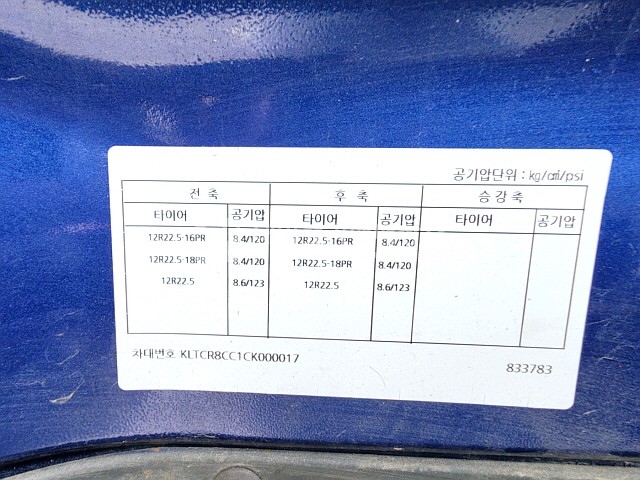 공기압단위 : kg/㎠/psi
전 축 후 축 승 강 축
타이어 공기압 타이어 공기압 타이어 공기압
12R22.5-16PR 8.4/120 12R22.5-16PR 8.4/120
12R22.5-18PR 8.4/120 12R22.5-18PR 8.4/120
12R22.5 8.6/123 12R22.5 8.6/123
차대번호 KLTCR8CC1CK000017
833783